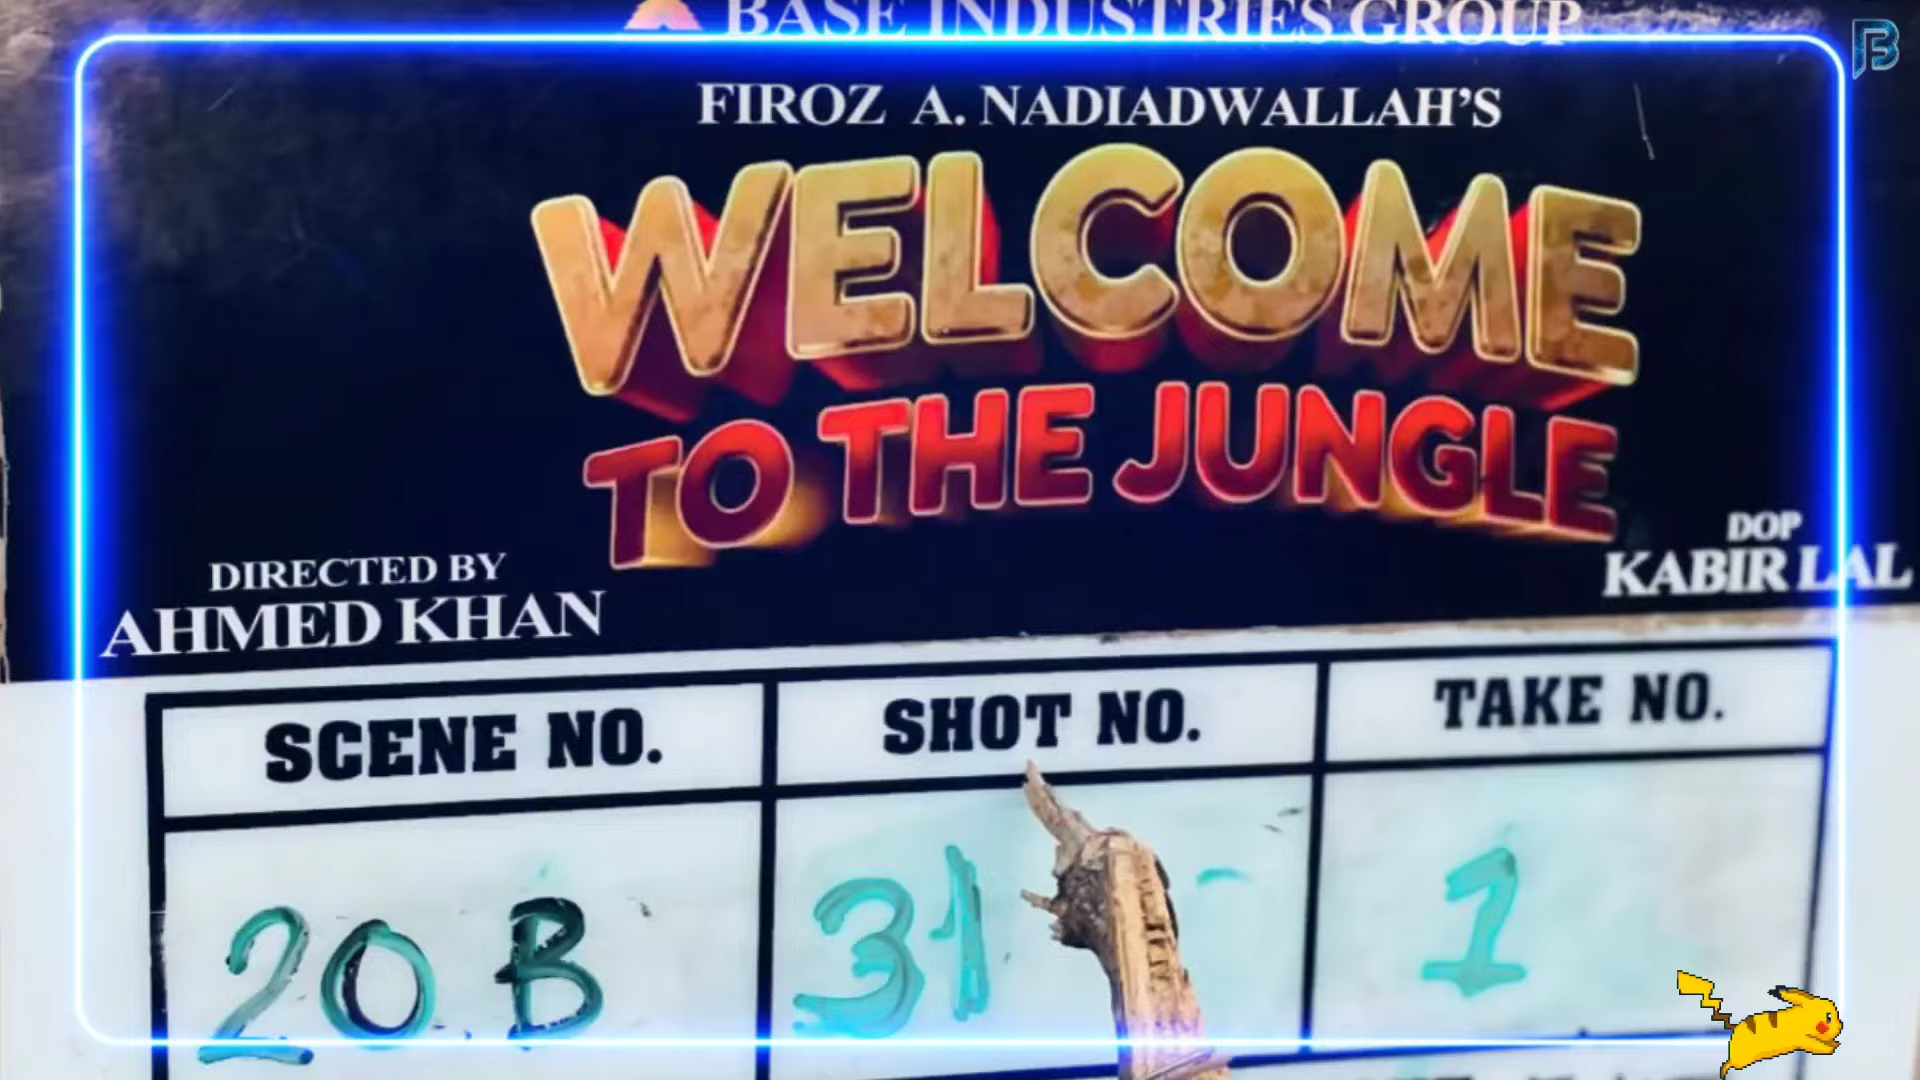 BASE INDUSTRIES GROUP
FIROZ A. NADIADWALLAH'S
WELCOME
TO THE JUNGLE
DIRECTED BY
AHMED KHAN
DOP
KABIR LAL
SCENE NO. SHOT NO. TAKE NO.
20 B 31 1